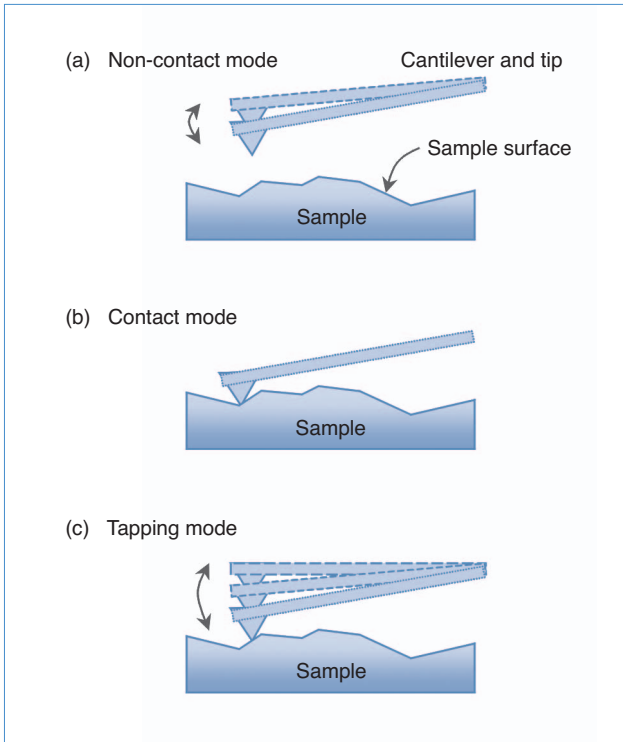 (a) Non-contact mode
Cantilever and tip
Sample surface
Sample
(b) Contact mode
Sample
(c) Tapping mode
Sample